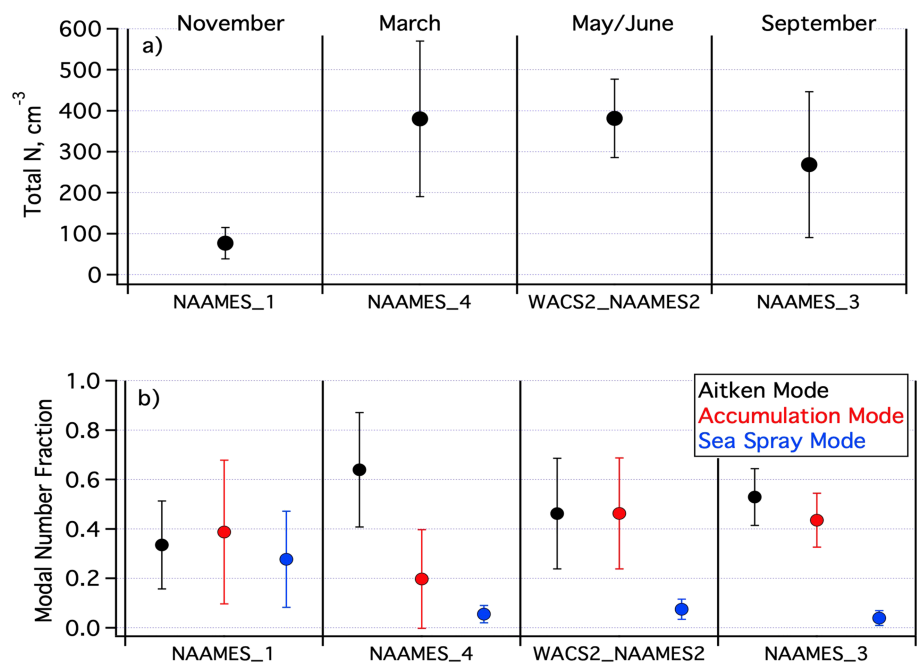 November March May/June September
a)
600
500
400
300
200
100
0
Total N, cm-3
NAAMES_1 NAAMES_4 WACS2_NAAMES2 NAAMES_3
b)
Aitken Mode
Accumulation Mode
Sea Spray Mode
1.0
0.8
0.6
0.4
0.2
0.0
Modal Number Fraction
NAAMES_1 NAAMES_4 WACS2_NAAMES2 NAAMES_3